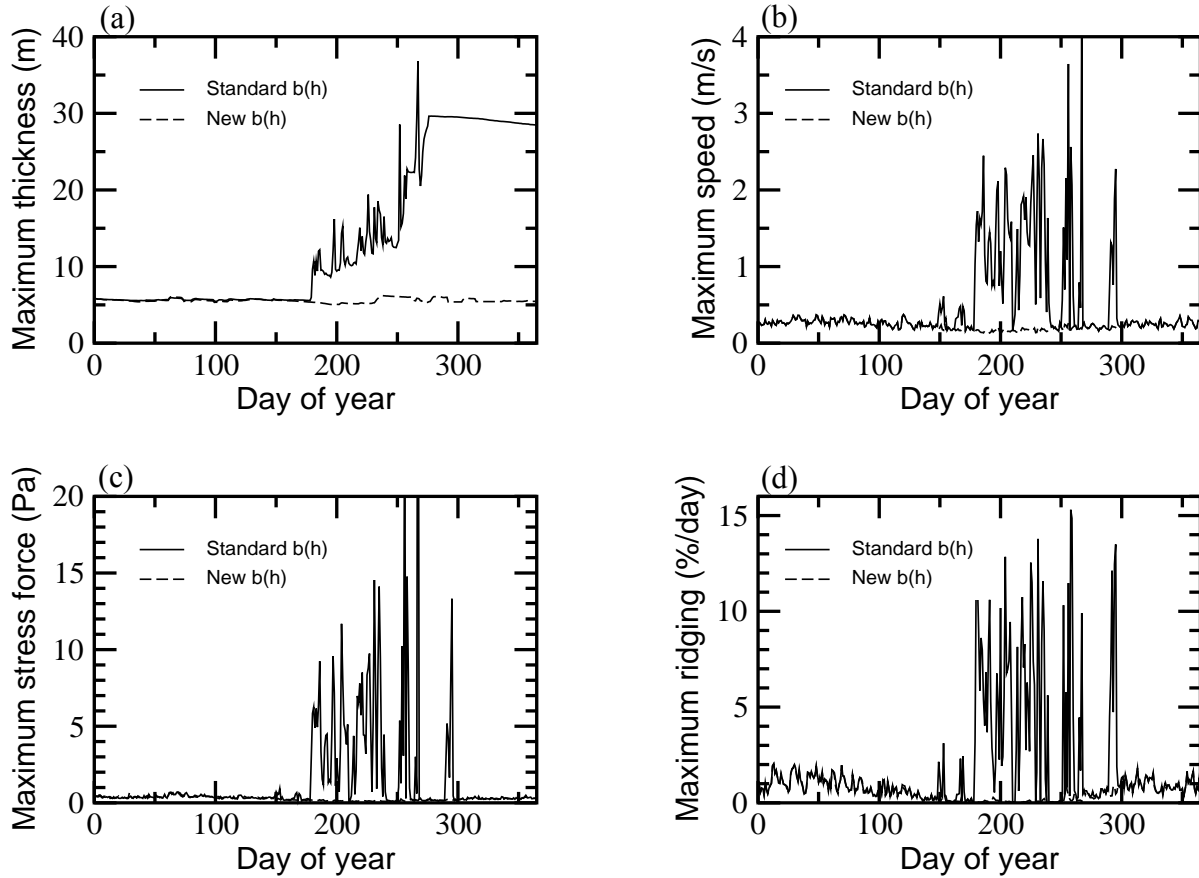 (a)
Maximum thickness (m)
40
30
20
10
0
Standard b(h)
New b(h)
0 100 200 300
Day of year
(b)
Maximum speed (m/s)
4
3
2
1
0
Standard b(h)
New b(h)
0 100 200 300
Day of year
(c)
Maximum stress force (Pa)
20
15
10
5
0
Standard b(h)
New b(h)
0 100 200 300
Day of year
(d)
Maximum ridging (%/day)
15
10
5
0
Standard b(h)
New b(h)
0 100 200 300
Day of year